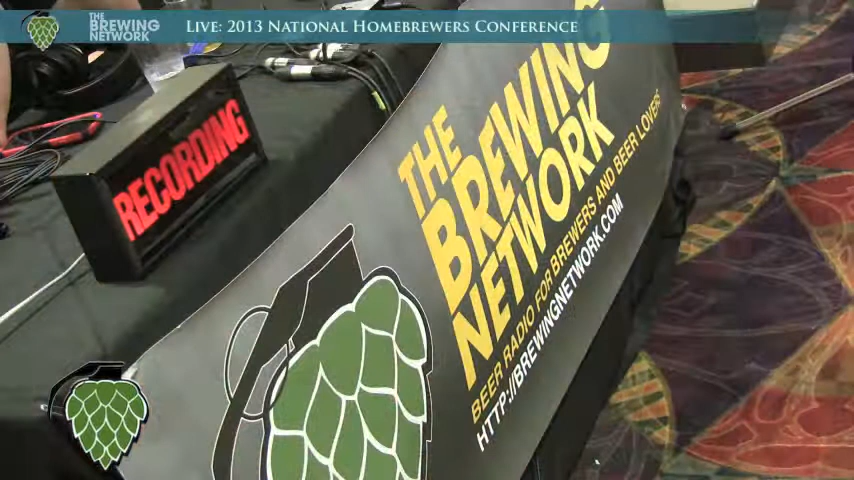 THE
BREWING
NETWORK
LIVE: 2013 NATIONAL HOMEBREWERS CONFERENCE
RECORDING
THE
BREWING
NETWORK
BEER RADIO FOR BREWERS AND BEER LOVERS
HTTP://BREWINGNETWORK.COM